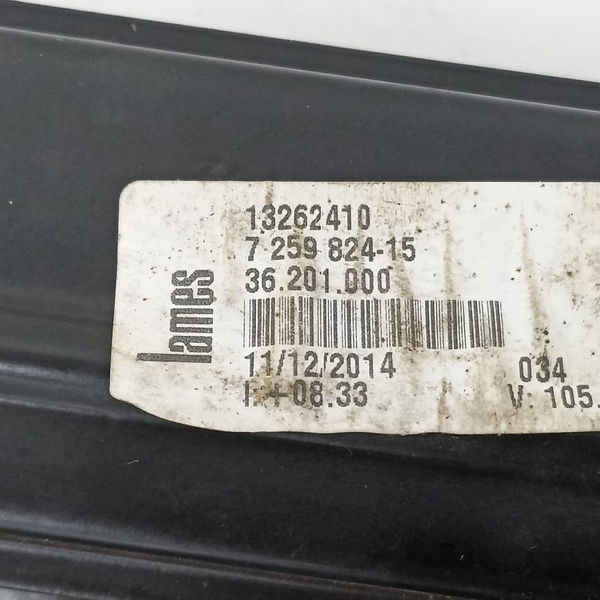 lames
13262410
7 259 824-15
36.201.000
11/12/2014 034
I: +08.33 V: 105.